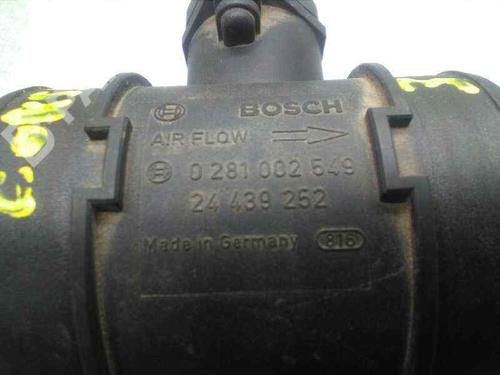 BOSCH
AIR FLOW
0 281 002 549
24 439 252
Made in Germany 816